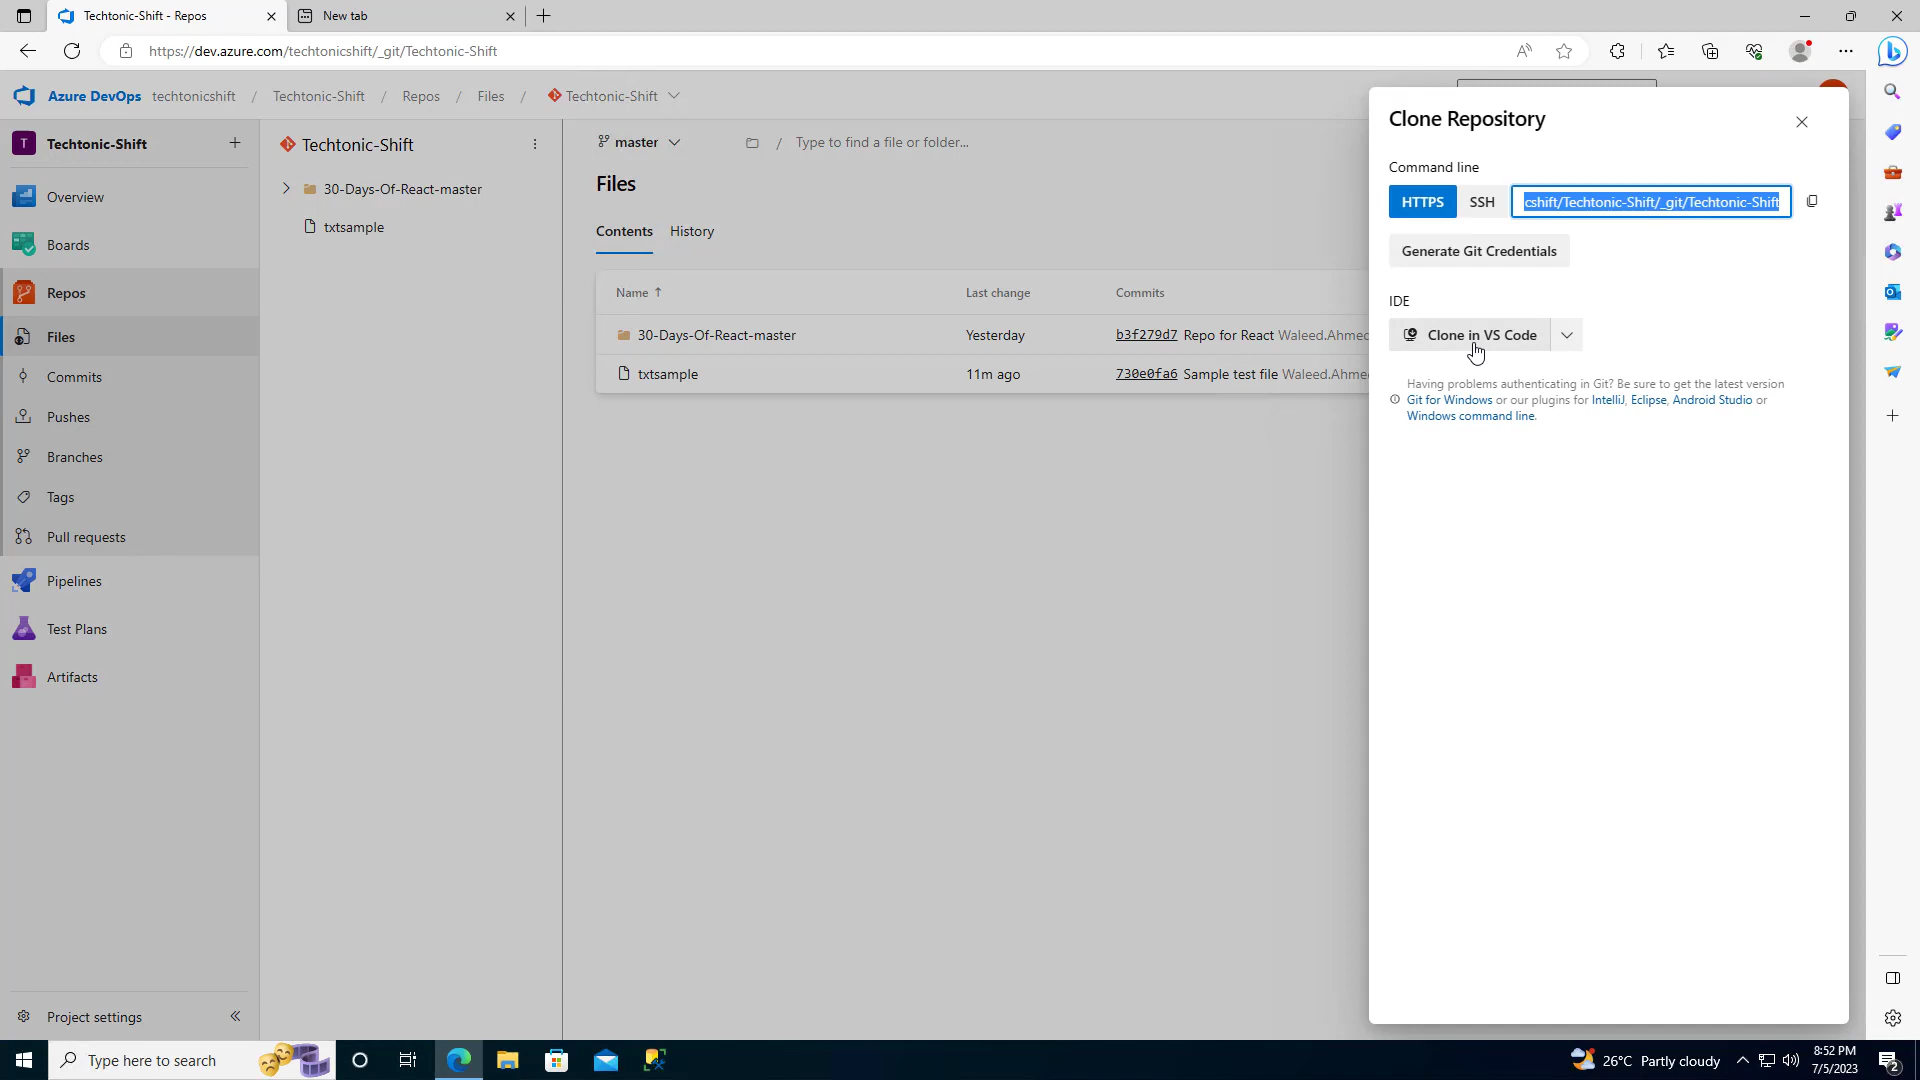 Techtonic-Shift - Repos
New tab
https://dev.azure.com/techtonicshift/_git/Techtonic-Shift
Azure DevOps techtonicshift / Techtonic-Shift / Repos / Files / Techtonic-Shift
T Techtonic-Shift
Overview
Boards
Repos
Files
Commits
Pushes
Branches
Tags
Pull requests
Pipelines
Test Plans
Artifacts
Project settings
Techtonic-Shift
30-Days-Of-React-master
txtsample
master
/ Type to find a file or folder...
Files
Contents History
Name Last change Commits
30-Days-Of-React-master Yesterday b3f279d7 Repo for React Waleed.Ahmed
txtsample 11m ago 730e0fa6 Sample test file Waleed.Ahme
Clone Repository
Command line
HTTPS SSH cshift/Techtonic-Shift/_git/Techtonic-Shift
Generate Git Credentials
IDE
Clone in VS Code
Having problems authenticating in Git? Be sure to get the latest version
Git for Windows or our plugins for IntelliJ, Eclipse, Android Studio or
Windows command line.
Type here to search
26°C Partly cloudy
8:52 PM
7/5/2023
2